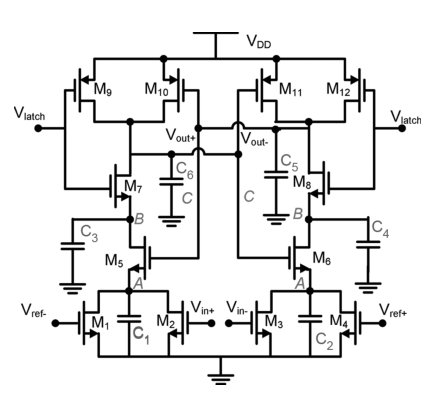 V_DD
M_9 M_10 M_11 M_12
V_latch V_latch
V_out+ V_out-
M_7 C_6 C_5 M_8
C C
C_3 B B C_4
M_5 M_6
A A
V_ref- V_in+ V_in- V_ref+
M_1 C_1 M_2 M_3 C_2 M_4